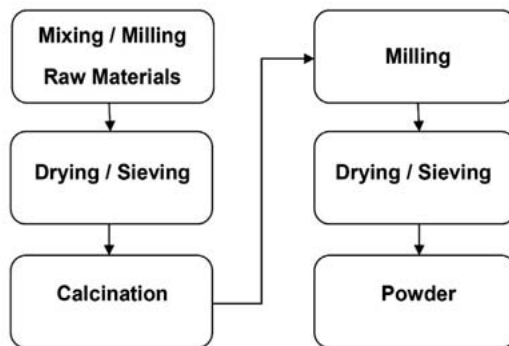 Mixing / Milling
Raw Materials
Drying / Sieving
Calcination
Milling
Drying / Sieving
Powder